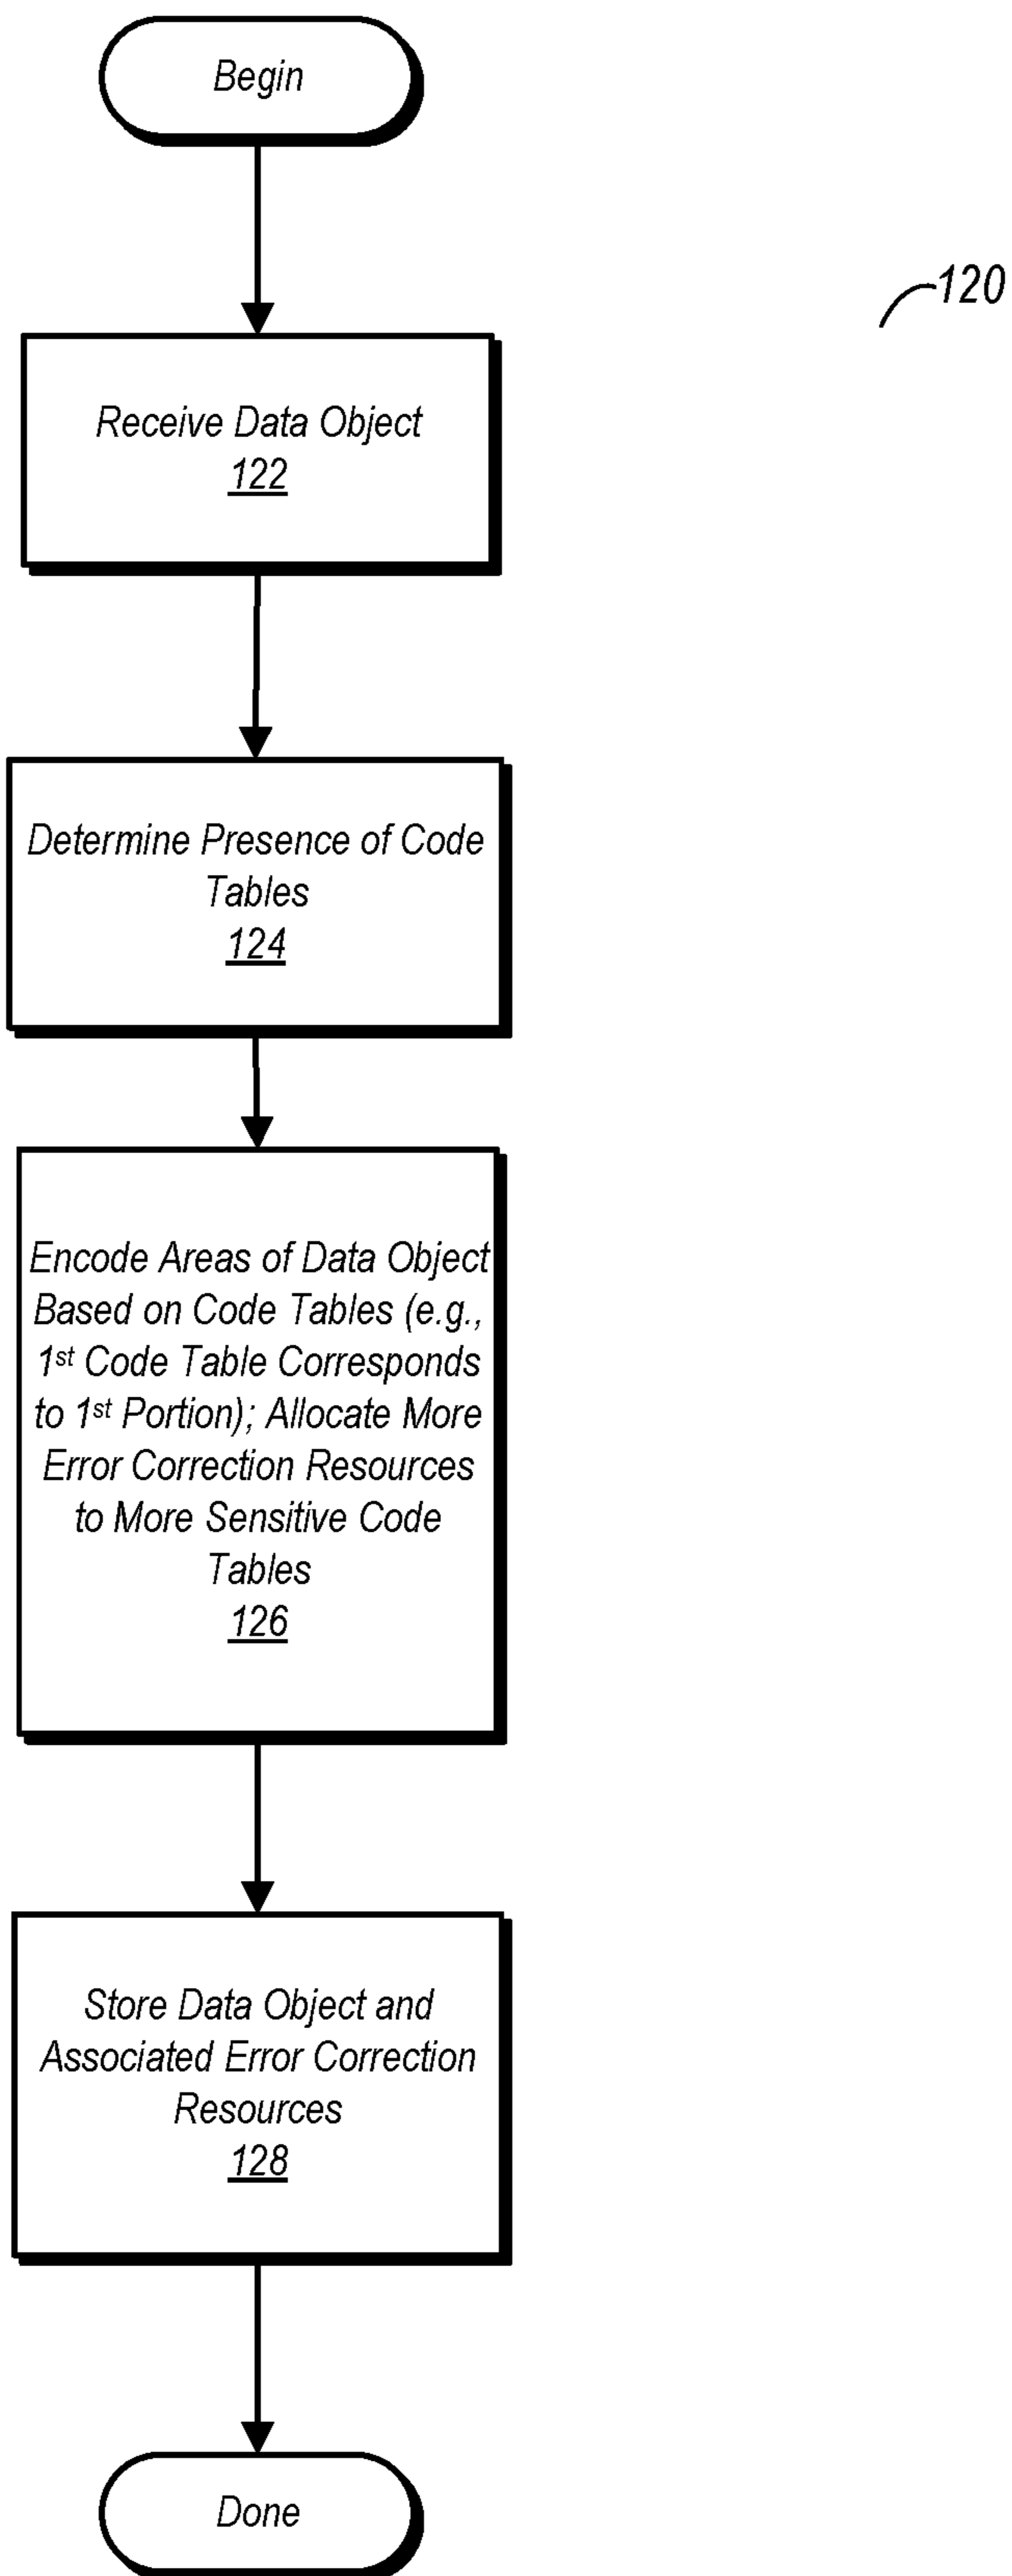 Begin
120
Receive Data Object
122
Determine Presence of Code
Tables
124
Encode Areas of Data Object
Based on Code Tables (e.g.,
1st Code Table Corresponds
to 1st Portion); Allocate More
Error Correction Resources
to More Sensitive Code
Tables
126
Store Data Object and
Associated Error Correction
Resources
128
Done